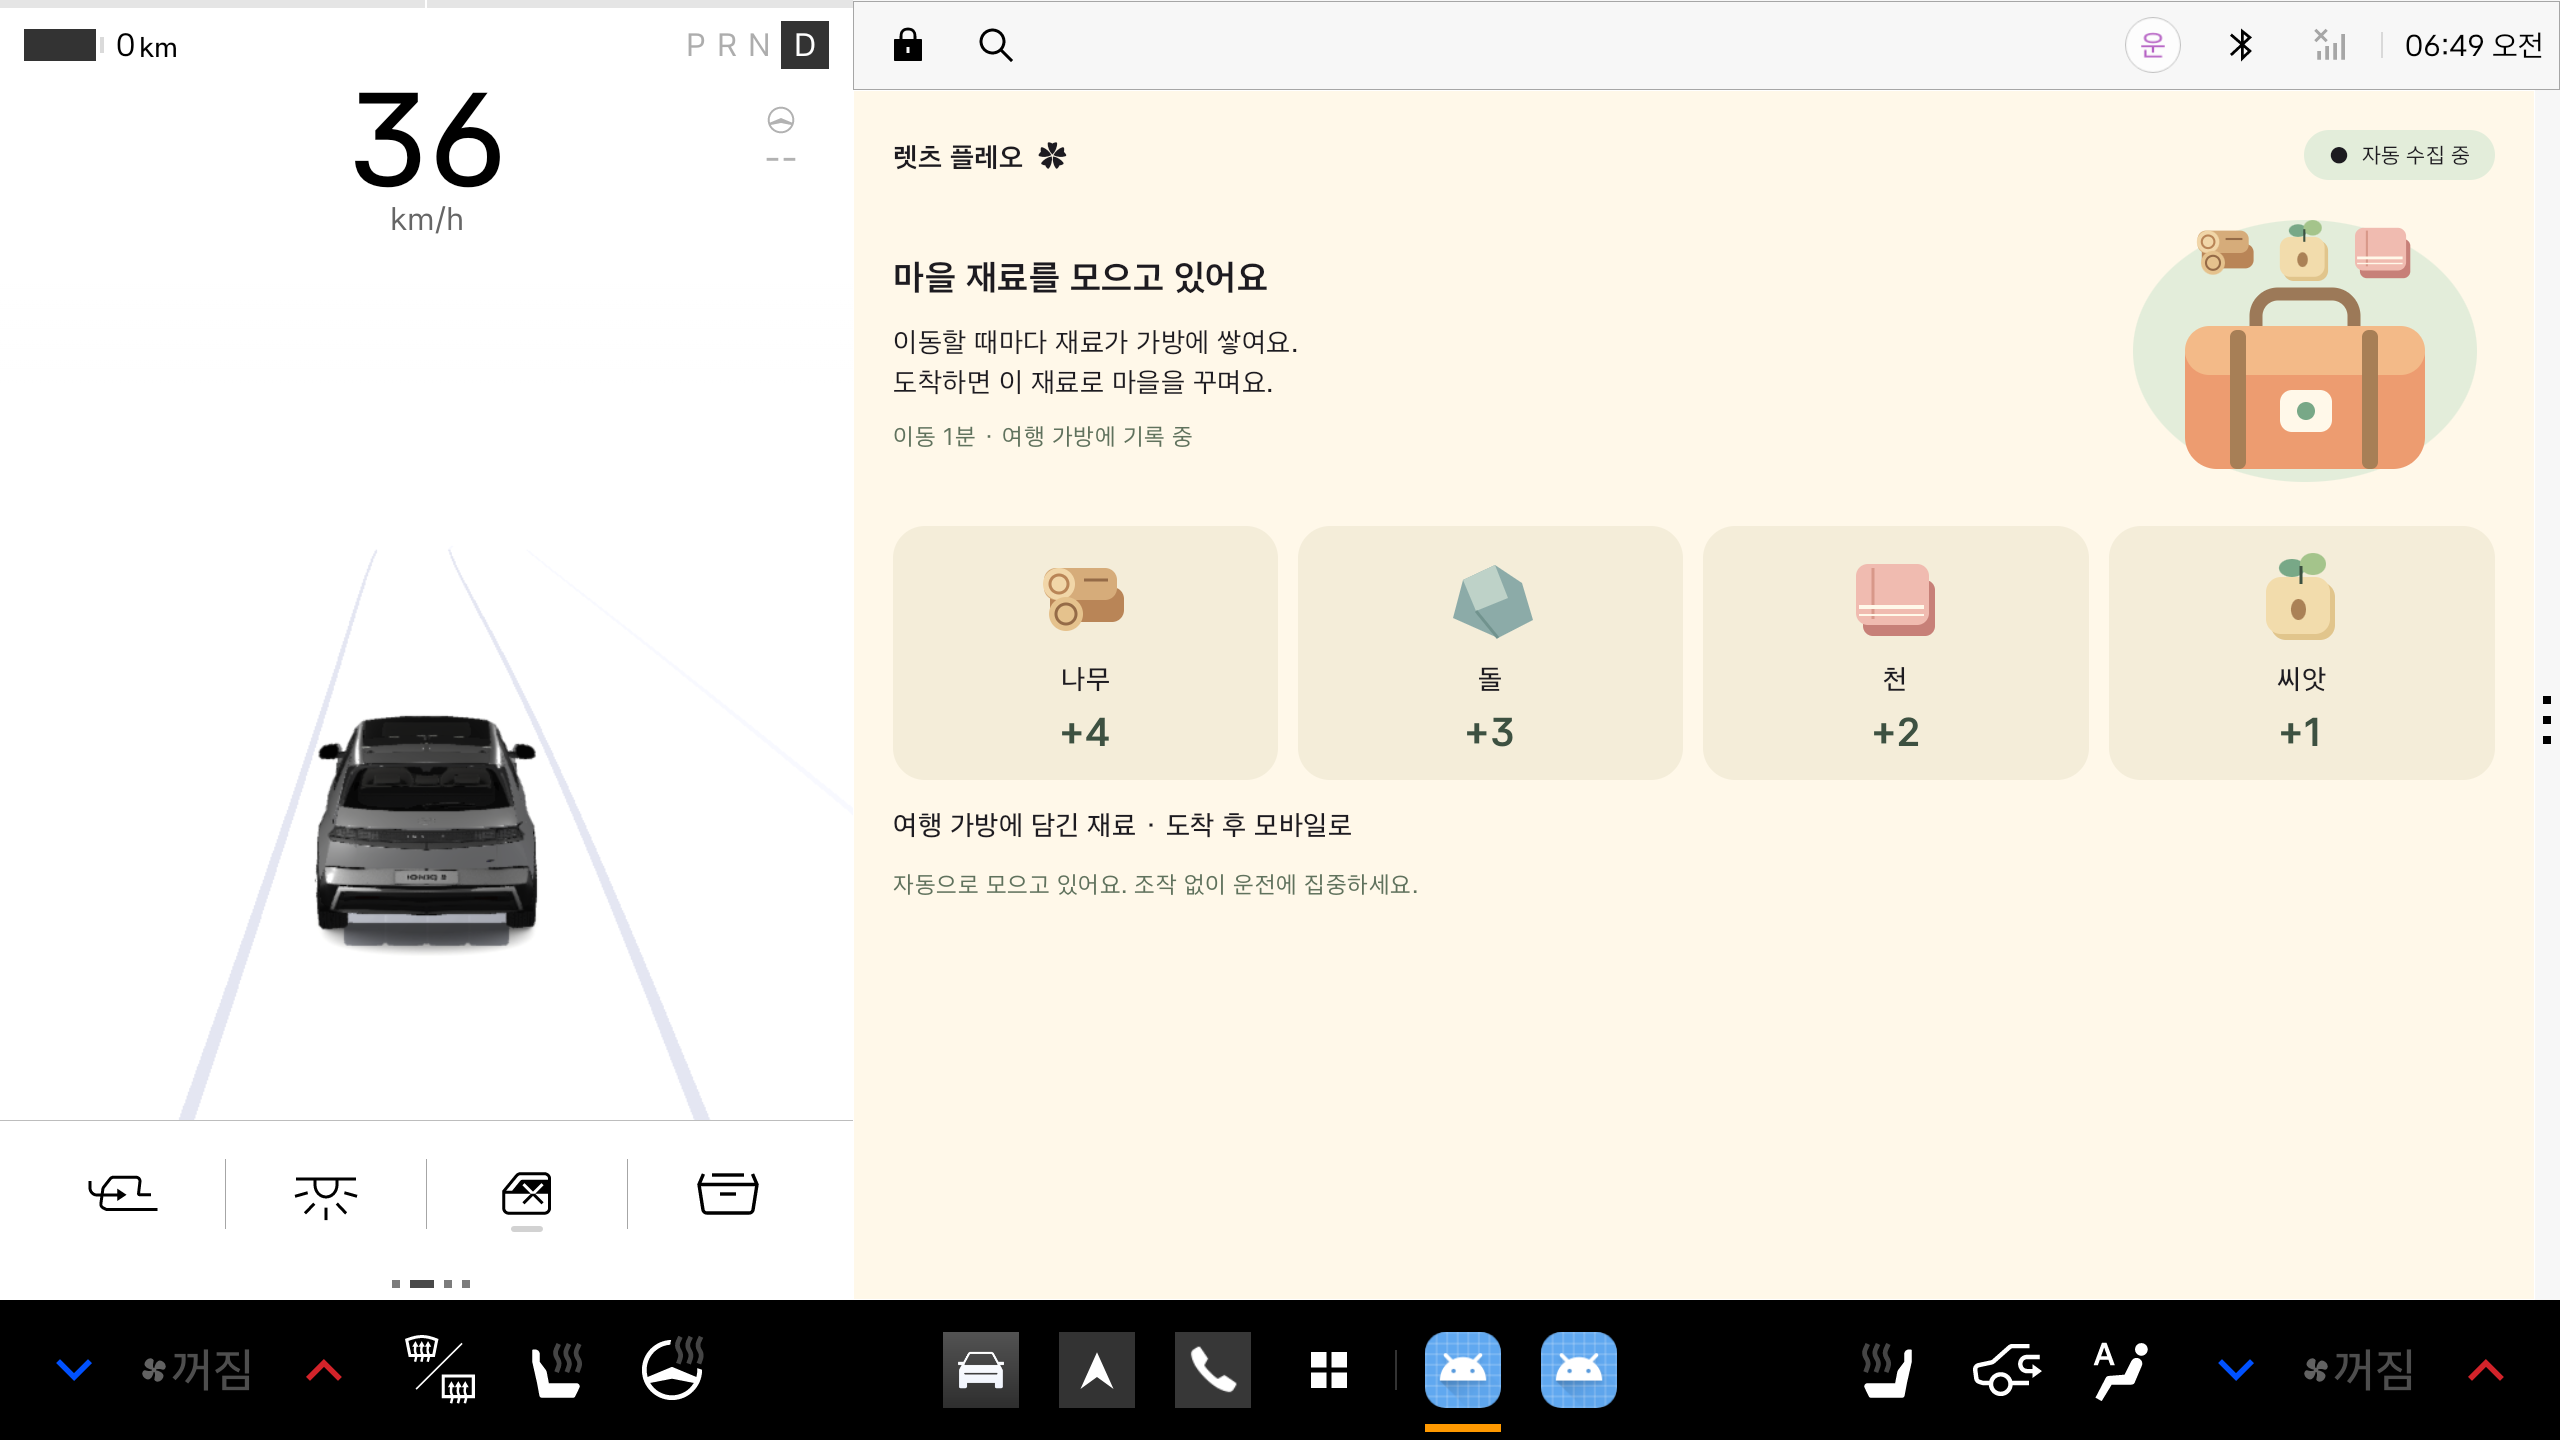 0 km
P R N D
36
km/h
--
06:49 오전
운
렛츠 플레오
자동 수집 중
마을 재료를 모으고 있어요
이동할 때마다 재료가 가방에 쌓여요.
도착하면 이 재료로 마을을 꾸며요.
이동 1분 · 여행 가방에 기록 중
나무
+4
돌
+3
천
+2
씨앗
+1
여행 가방에 담긴 재료 · 도착 후 모바일로
자동으로 모으고 있어요. 조작 없이 운전에 집중하세요.
IONIQ 5
꺼짐
A
꺼짐